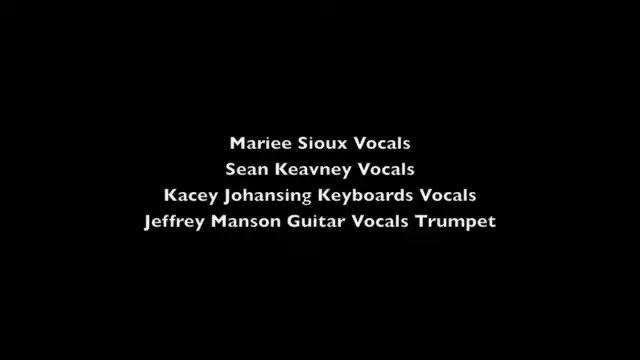 Mariee Sioux Vocals
Sean Keavney Vocals
Kacey Johansing Keyboards Vocals
Jeffrey Manson Guitar Vocals Trumpet